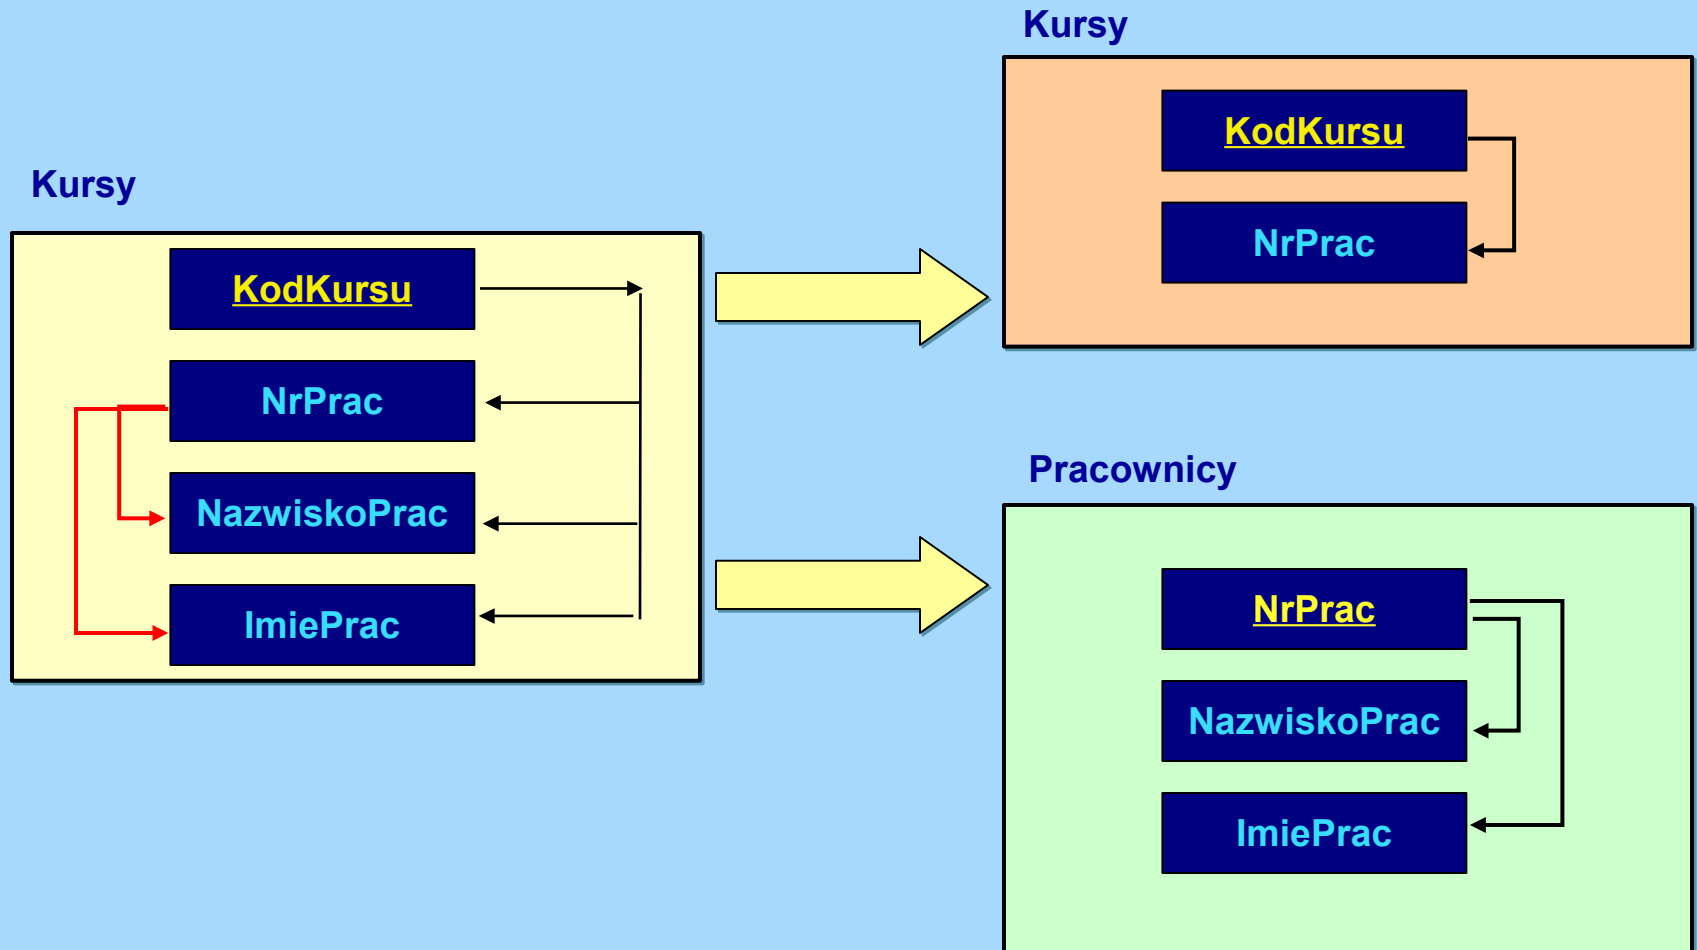 Kursy
KodKursu
NrPrac
NazwiskoPrac
ImiePrac
Kursy
KodKursu
NrPrac
Pracownicy
NrPrac
NazwiskoPrac
ImiePrac